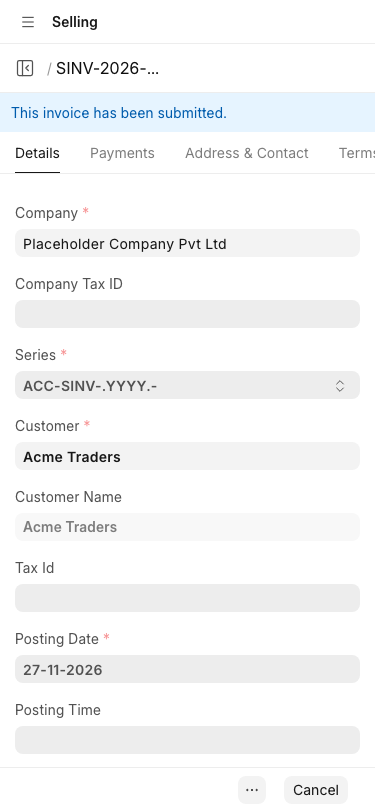 Selling
/ SINV-2026-...
This invoice has been submitted.
Details Payments Address & Contact Terms
Company *
Placeholder Company Pvt Ltd
Company Tax ID
Series *
ACC-SINV-.YYYY.-
Customer *
Acme Traders
Customer Name
Acme Traders
Tax Id
Posting Date *
27-11-2026
Posting Time
... Cancel